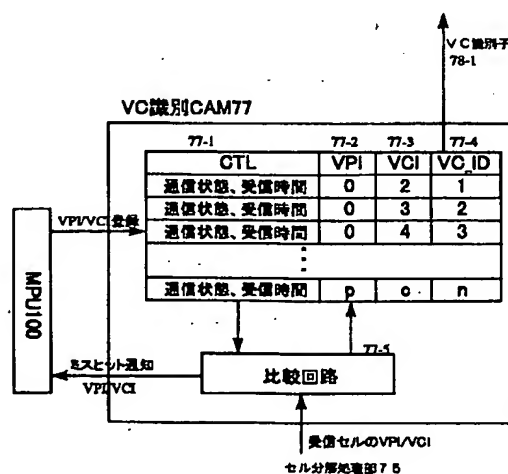 VC識別子
78-1
VC識別CAM77
77-1 77-2 77-3 77-4
CTL VPI VCI VC_ID
通信状態、受信時間 0 2 1
通信状態、受信時間 0 3 2
通信状態、受信時間 0 4 3
通信状態、受信時間 p c n
VPI/VCI登録
MPU100
ミスヒット通知
VPI/VCI
77-5
比較回路
受信セルのVPI/VCI
セル分解処理部75